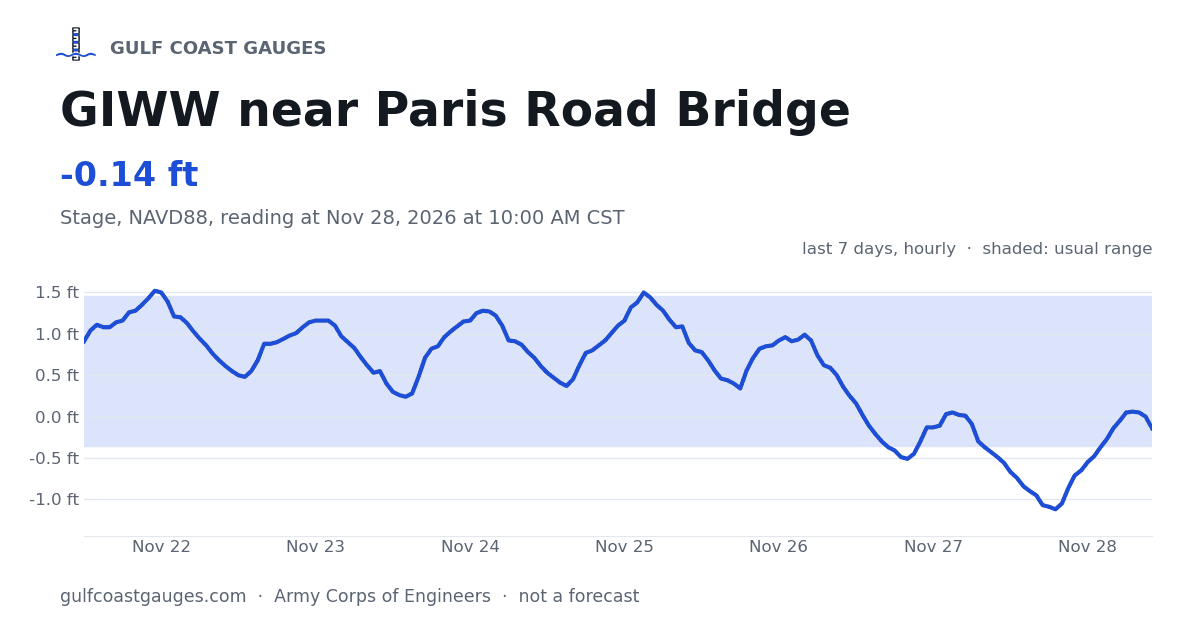 GULF COAST GAUGES
GIWW near Paris Road Bridge
-0.14 ft
Stage, NAVD88, reading at Nov 28, 2026 at 10:00 AM CST
last 7 days, hourly · shaded: usual range
1.5 ft
1.0 ft
0.5 ft
0.0 ft
-0.5 ft
-1.0 ft
Nov 22 Nov 23 Nov 24 Nov 25 Nov 26 Nov 27 Nov 28
gulfcoastgauges.com · Army Corps of Engineers · not a forecast